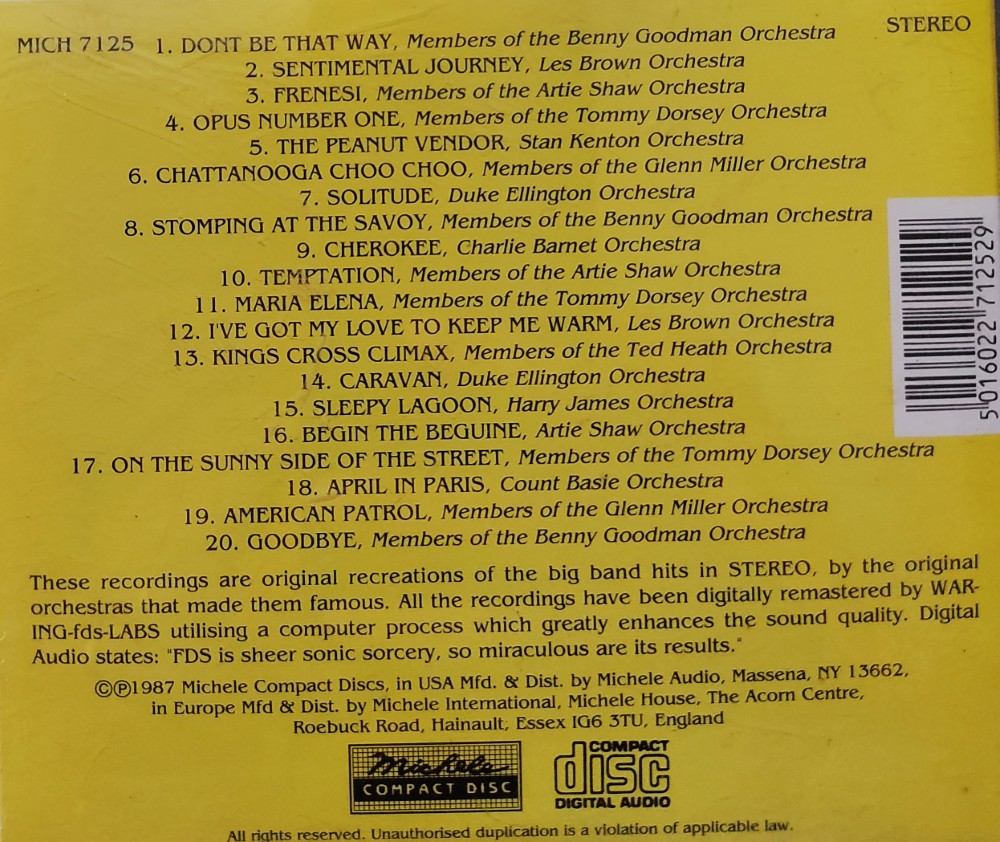 MICH 7125 1. DONT BE THAT WAY, Members of the Benny Goodman Orchestra STEREO
2. SENTIMENTAL JOURNEY, Les Brown Orchestra
3. FRENESI, Members of the Artie Shaw Orchestra
4. OPUS NUMBER ONE, Members of the Tommy Dorsey Orchestra
5. THE PEANUT VENDOR, Stan Kenton Orchestra
6. CHATTANOOGA CHOO CHOO, Members of the Glenn Miller Orchestra
7. SOLITUDE, Duke Ellington Orchestra
8. STOMPING AT THE SAVOY, Members of the Benny Goodman Orchestra
9. CHEROKEE, Charlie Barnet Orchestra
10. TEMPTATION, Members of the Artie Shaw Orchestra
11. MARIA ELENA, Members of the Tommy Dorsey Orchestra
12. I'VE GOT MY LOVE TO KEEP ME WARM, Les Brown Orchestra
13. KINGS CROSS CLIMAX, Members of the Ted Heath Orchestra
14. CARAVAN, Duke Ellington Orchestra
15. SLEEPY LAGOON, Harry James Orchestra
16. BEGIN THE BEGUINE, Artie Shaw Orchestra
17. ON THE SUNNY SIDE OF THE STREET, Members of the Tommy Dorsey Orchestra
18. APRIL IN PARIS, Count Basie Orchestra
19. AMERICAN PATROL, Members of the Glenn Miller Orchestra
20. GOODBYE, Members of the Benny Goodman Orchestra
5 016022 712529
These recordings are original recreations of the big band hits in STEREO, by the original
orchestras that made them famous. All the recordings have been digitally remastered by WAR-
ING-fds-LABS utilising a computer process which greatly enhances the sound quality. Digital
Audio states: "FDS is sheer sonic sorcery, so miraculous are its results."
©℗1987 Michele Compact Discs, in USA Mfd. & Dist. by Michele Audio, Massena, NY 13662,
in Europe Mfd & Dist. by Michele International, Michele House, The Acorn Centre,
Roebuck Road, Hainault, Essex IG6 3TU, England
Michele
COMPACT DISC
COMPACT
disc
DIGITAL AUDIO
All rights reserved. Unauthorised duplication is a violation of applicable law.